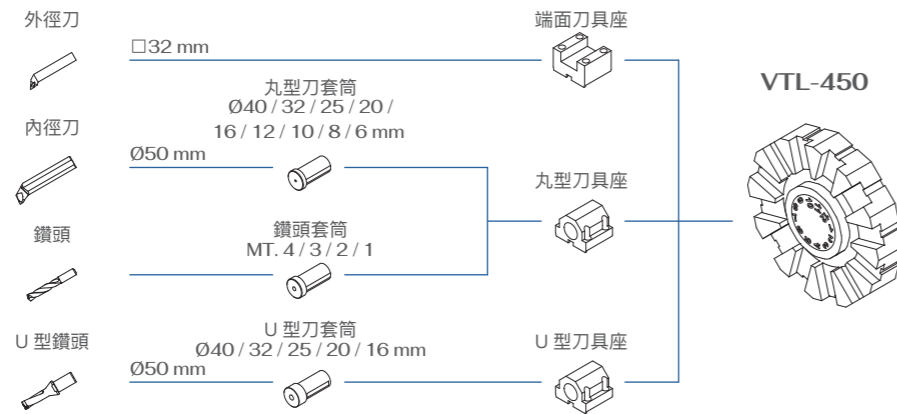 外徑刀
□32 mm
端面刀具座
VTL-450
丸型刀套筒
Ø40 / 32 / 25 / 20 /
16 / 12 / 10 / 8 / 6 mm
內徑刀
Ø50 mm
丸型刀具座
鑽頭
鑽頭套筒
MT. 4 / 3 / 2 / 1
U 型鑽頭
Ø50 mm
U 型刀套筒
Ø40 / 32 / 25 / 20 / 16 mm
U 型刀具座